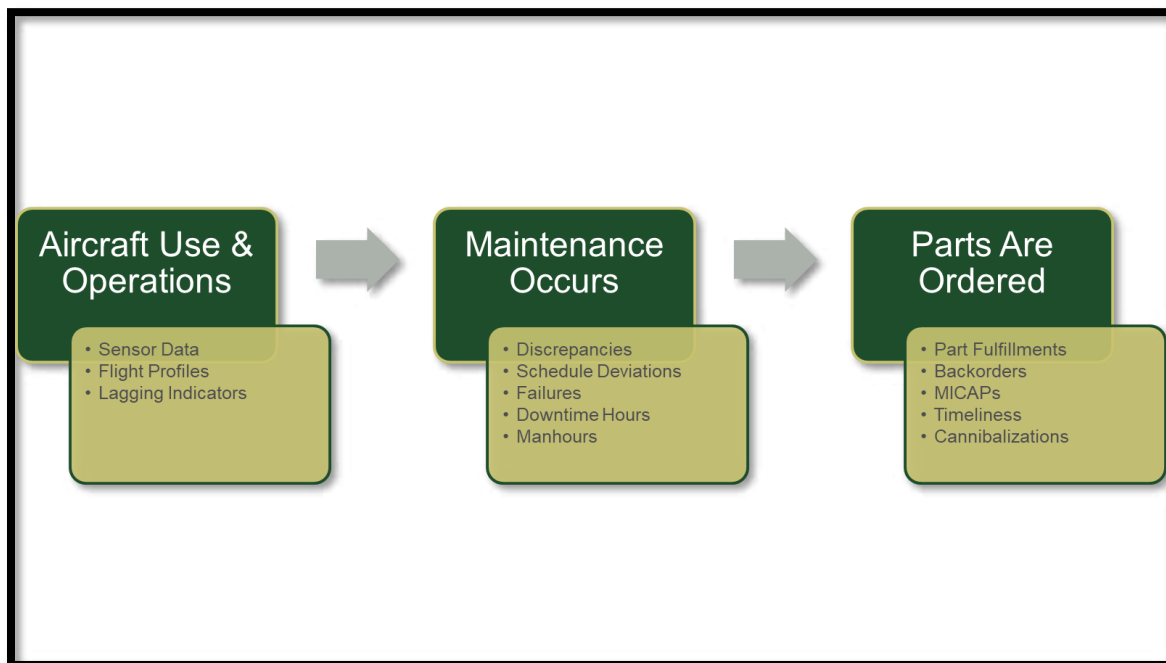 Aircraft Use &
Operations
• Sensor Data
• Flight Profiles
• Lagging Indicators
Maintenance
Occurs
• Discrepancies
• Schedule Deviations
• Failures
• Downtime Hours
• Manhours
Parts Are
Ordered
• Part Fulfillments
• Backorders
• MICAPs
• Timeliness
• Cannibalizations